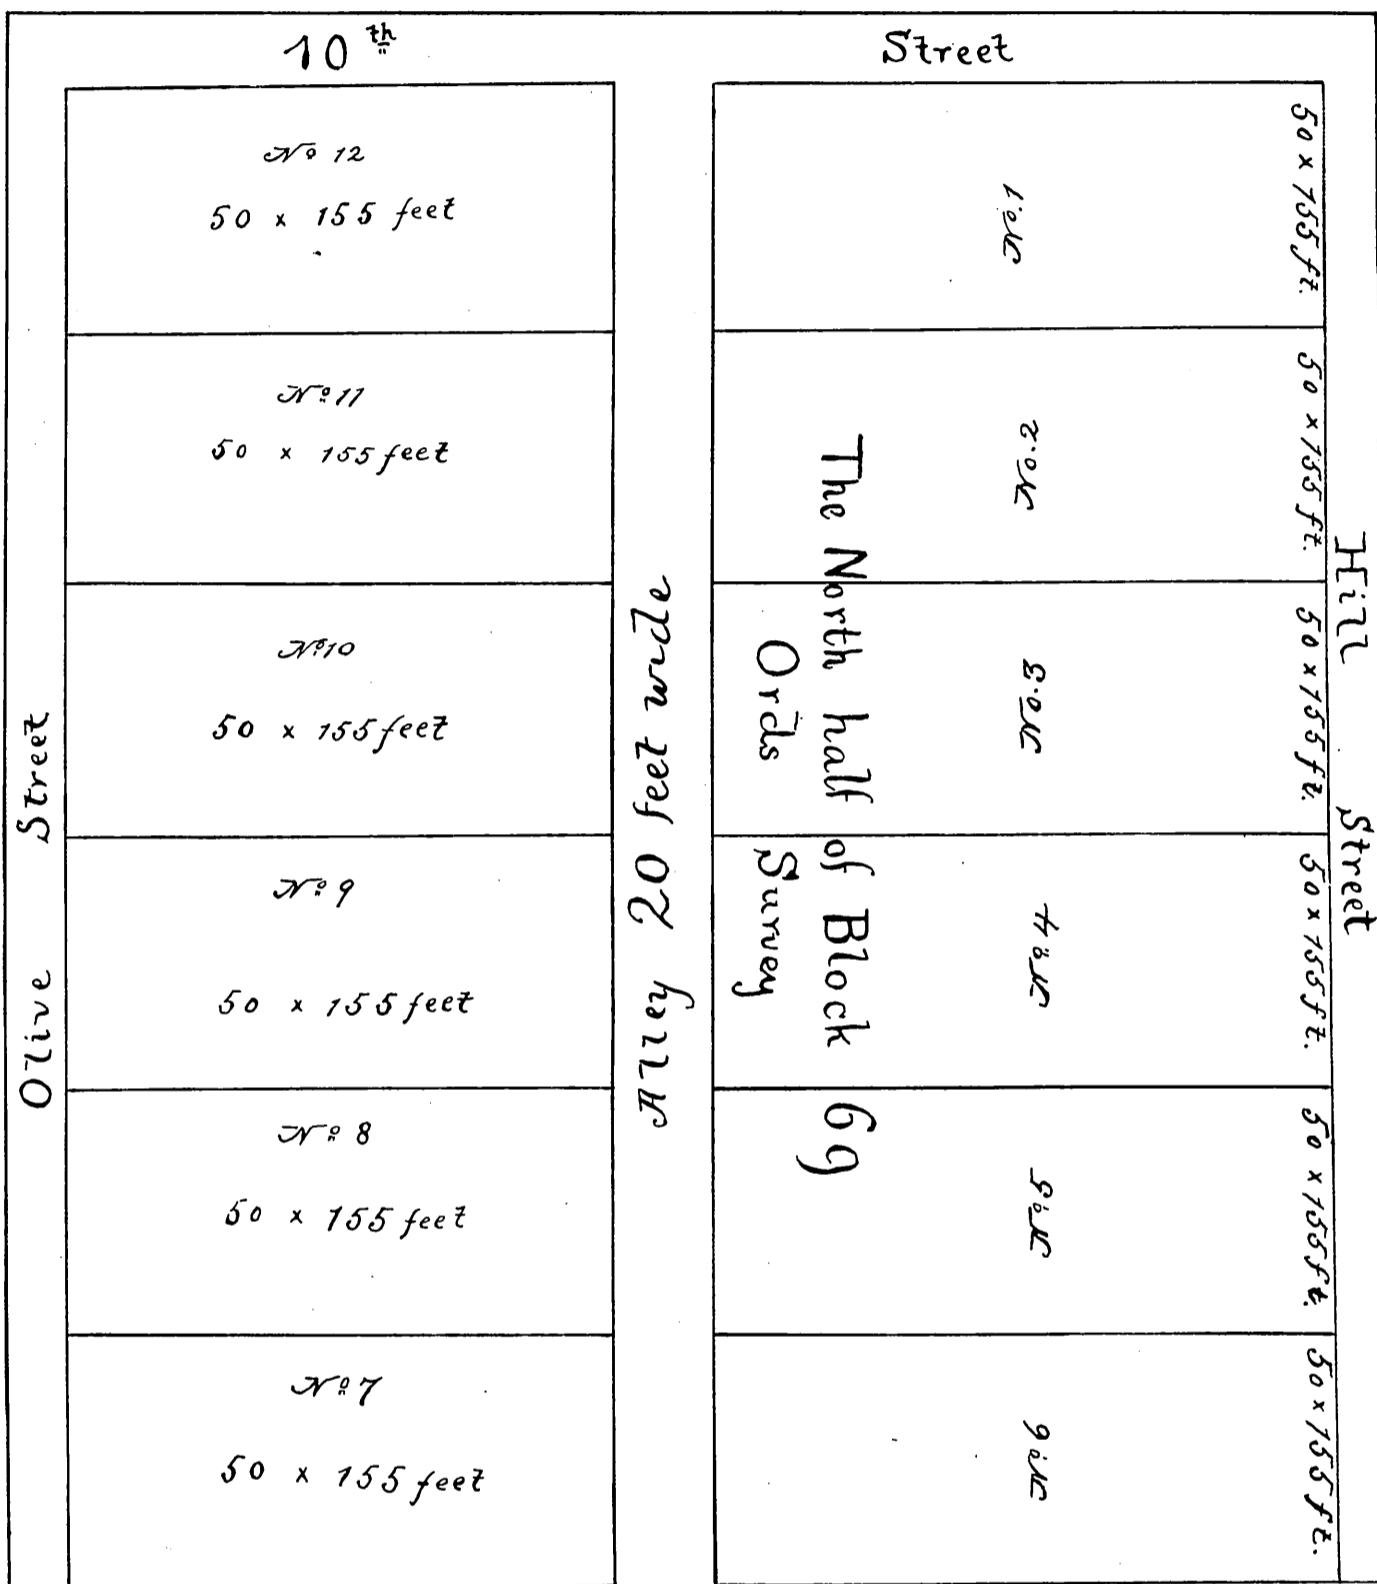 10th Street
Nº 12
50 x 155 feet
Nº 11
50 x 155 feet
Nº 10
50 x 155 feet
Nº 9
50 x 155 feet
Nº 8
50 x 155 feet
Nº 7
50 x 155 feet
Olive Street
Alley 20 feet wide
The North half of Block 69
Ords Survey
Nº 1
50 x 155 ft.
Nº 2
50 x 155 ft.
Nº 3
50 x 155 ft.
Nº 4
50 x 155 ft.
Nº 5
50 x 155 ft.
Nº 6
50 x 155 ft.
Hill Street